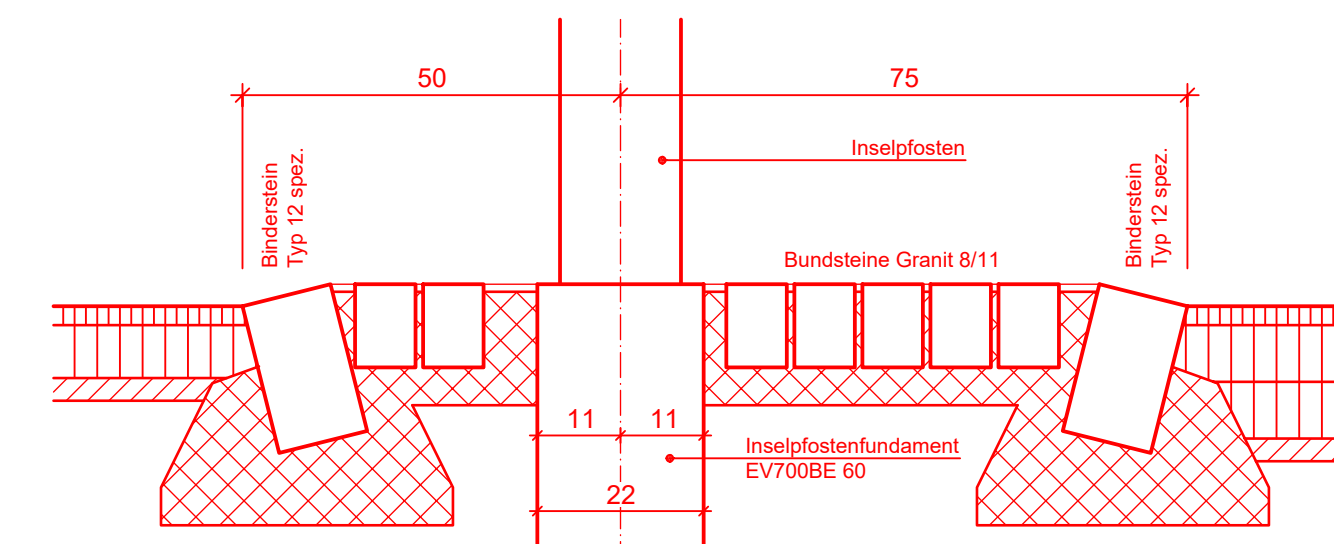 50
75
Inselpfosten
Binderstein
Typ 12 spez.
Binderstein
Typ 12 spez.
Bundsteine Granit 8/11
11
11
Inselpfostenfundament
EV700BE 60
22